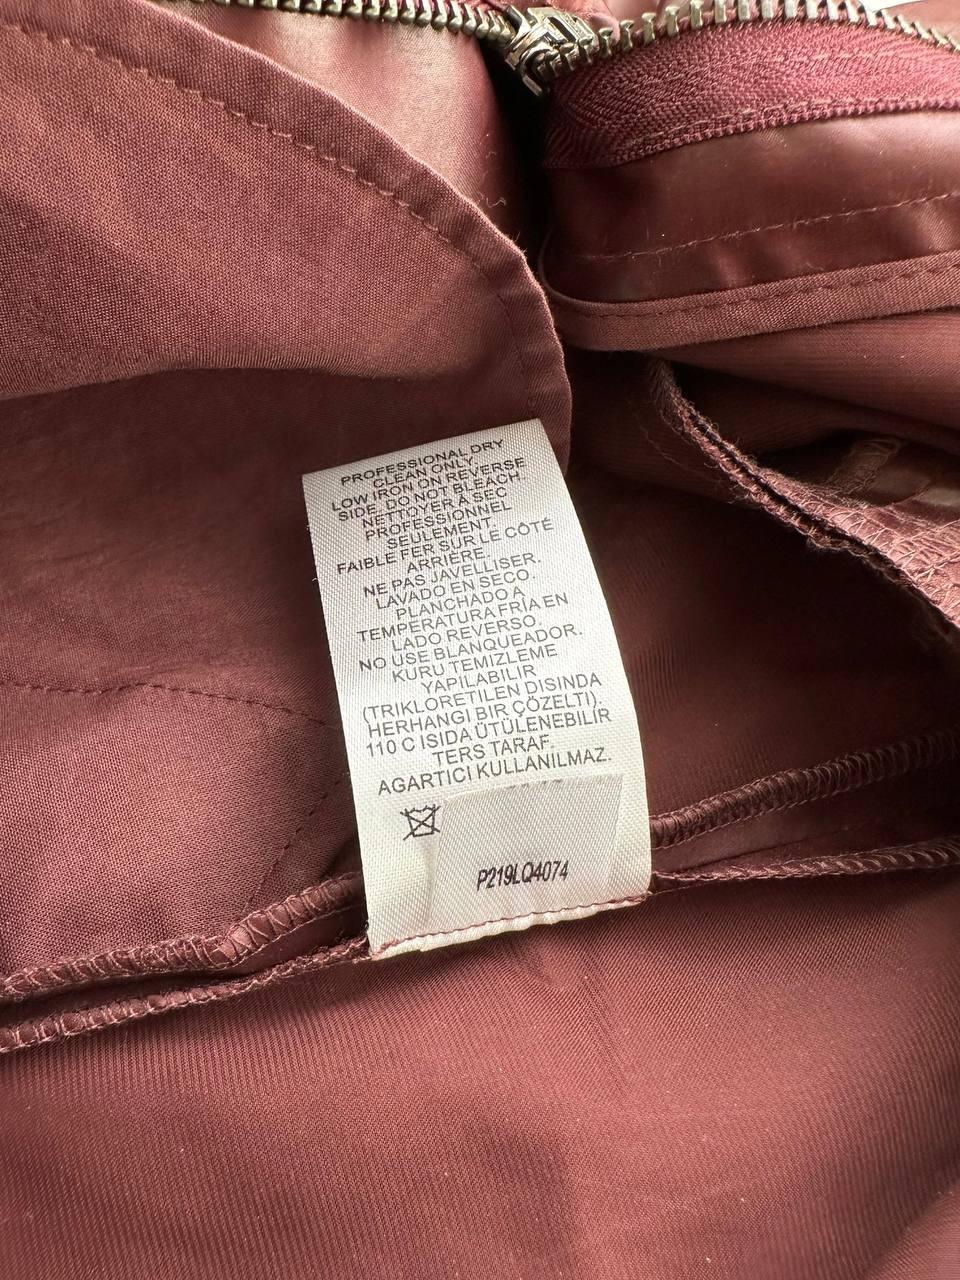 PROFESSIONAL DRY
CLEAN ONLY.
LOW IRON ON REVERSE
SIDE. DO NOT BLEACH.
NETTOYER À SEC
PROFESSIONNEL
SEULEMENT.
FAIBLE FER SUR LE CÔTÉ
ARRIÈRE.
NE PAS JAVELLISER.
LAVADO EN SECO.
PLANCHADO A
TEMPERATURA FRÍA EN
LADO REVERSO.
NO USE BLANQUEADOR.
KURU TEMIZLEME
YAPILABILIR
(TRIKLORETILEN DISINDA
HERHANGI BIR ÇÖZELTI).
110 C ISIDA ÜTÜLENEBILIR
TERS TARAF.
AGARTICI KULLANILMAZ.
P219LQ4074